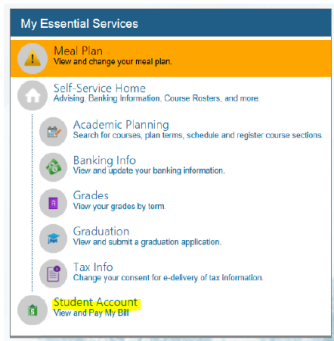 My Essential Services
Meal Plan
View and change your meal plan.
Self-Service Home
Advising, Banking Information, Course Rosters, and more.
Academic Planning
Search for courses, plan terms, schedule and register course sections
Banking Info
View and update your banking information.
Grades
View your grades by term.
Graduation
View and submit a graduation application.
Tax Info
Change your consent for e-delivery of tax information.
Student Account
View and Pay My Bill